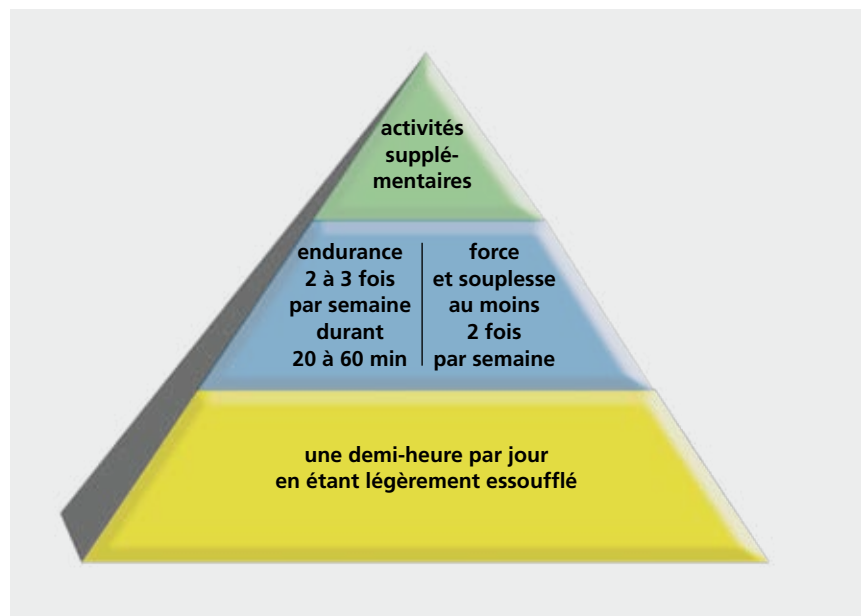 activités
supplé-
mentaires
endurance
2 à 3 fois
par semaine
durant
20 à 60 min
force
et souplesse
au moins
2 fois
par semaine
une demi-heure par jour
en étant légèrement essoufflé